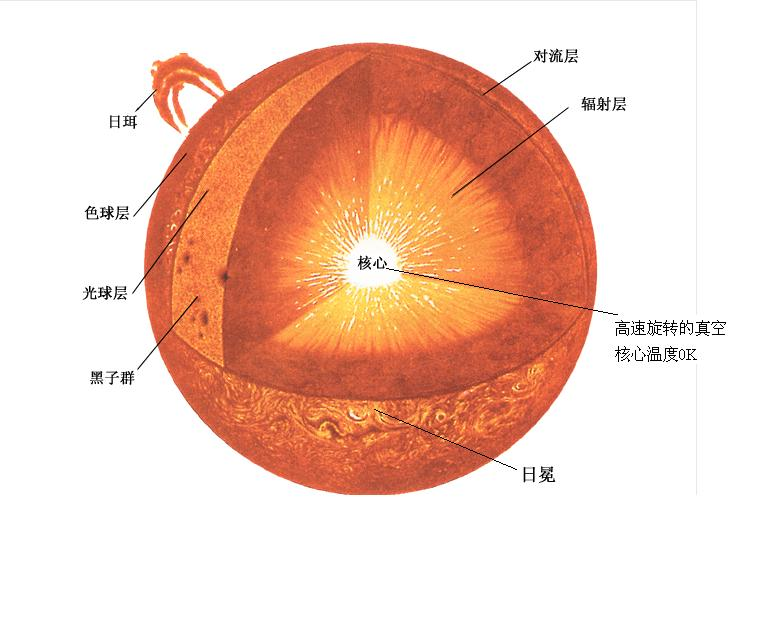 对流层
辐射层
日珥
色球层
核心
光球层
高速旋转的真空
核心温度0K
黑子群
日冕